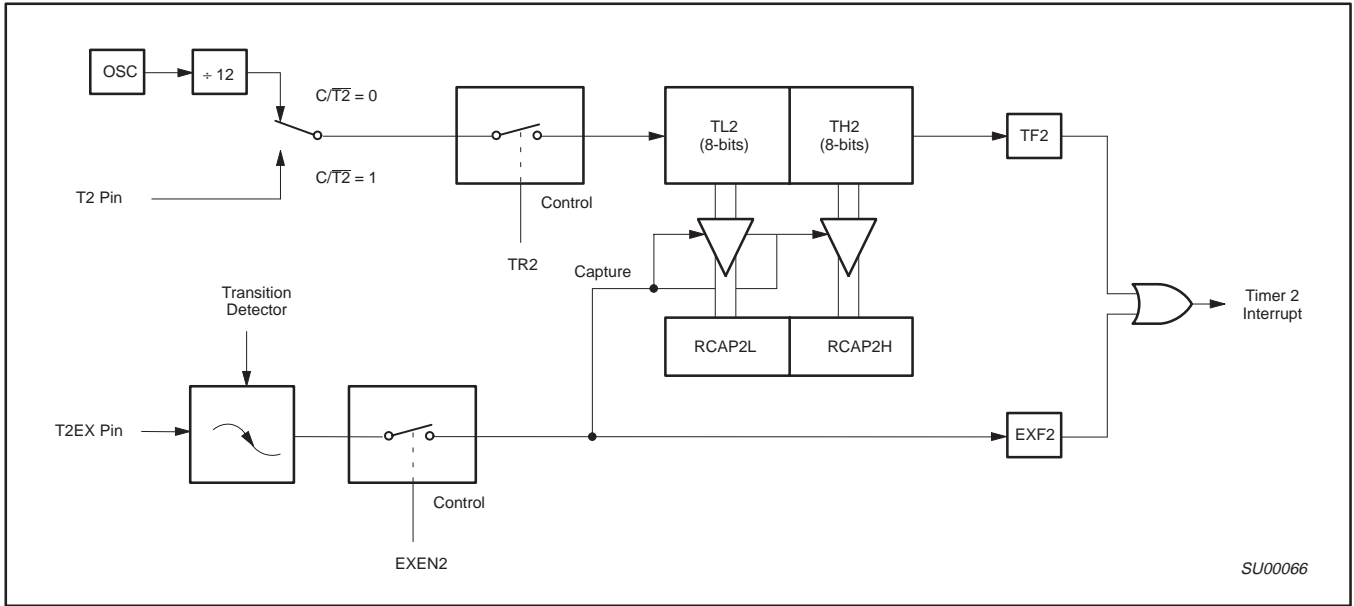 OSC
÷ 12
C/T2 = 0
C/T2 = 1
T2 Pin
TR2
Control
TL2
(8-bits)
TH2
(8-bits)
TF2
Capture
RCAP2L
RCAP2H
Transition
Detector
T2EX Pin
Control
EXEN2
EXF2
Timer 2
Interrupt
SU00066